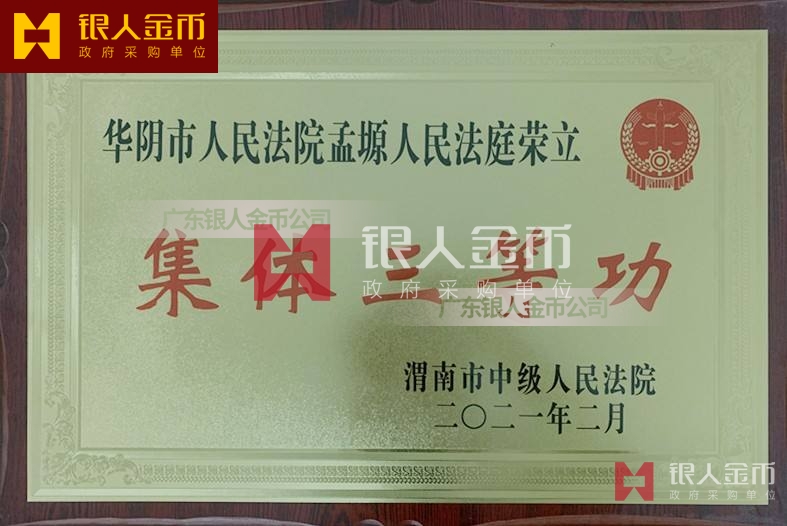 银人金币
政府采购单位
华阴市人民法院孟塬人民法庭荣立
广东银人金币公司
集体三等功
银人金币
政府采购单位
广东银人金币公司
渭南市中级人民法院
二〇二一年二月
银人金币
政府采购单位